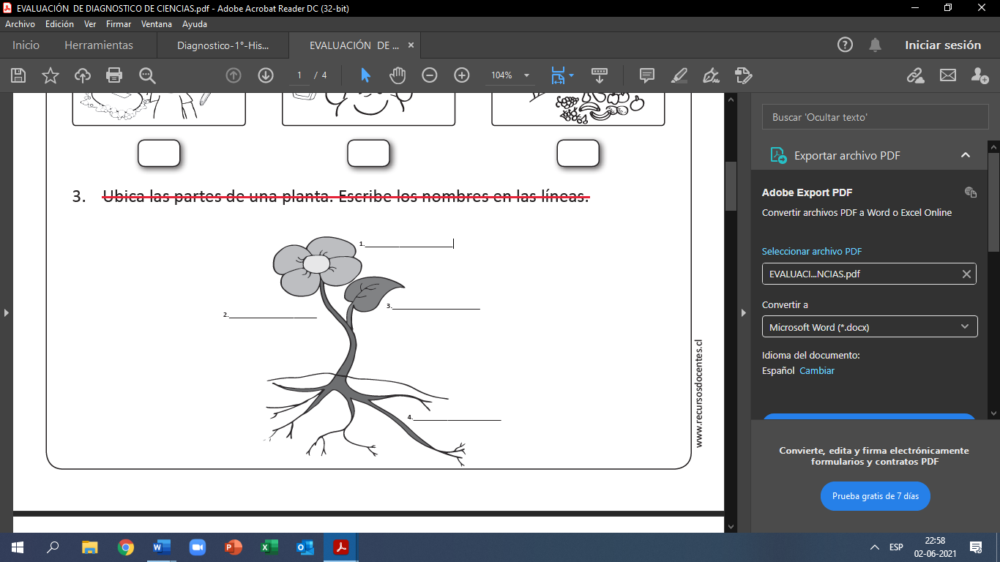 EVALUACIÓN  DE DIAGNOSTICO DE CIENCIAS.pdf - Adobe Acrobat Reader DC (32-bit)
Archivo Edición Ver Firmar Ventana Ayuda
Inicio Herramientas Diagnostico-1°-His... EVALUACIÓN DE ... ×
Iniciar sesión
1 / 4 104%
3. Ubica las partes de una planta. Escribe los nombres en las líneas.
1.____________________
2.____________________
3.____________________
4.____________________
www.recursosdocentes.cl
Buscar 'Ocultar texto'
Exportar archivo PDF
Adobe Export PDF
Convertir archivos PDF a Word o Excel Online
Seleccionar archivo PDF
EVALUACI...NCIAS.pdf
Convertir a
Microsoft Word (*.docx)
Idioma del documento:
Español Cambiar
Convierte, edita y firma electrónicamente
formularios y contratos PDF
Prueba gratis de 7 días
ESP
22:58
02-06-2021